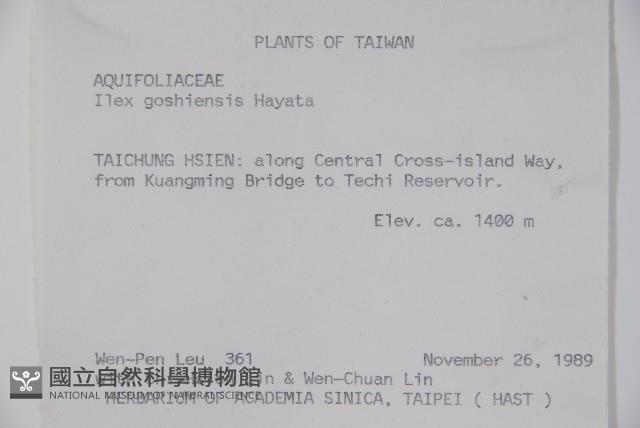 PLANTS OF TAIWAN
AQUIFOLIACEAE
Ilex goshiensis Hayata
TAICHUNG HSIEN: along Central Cross-island Way,
from Kuangming Bridge to Techi Reservoir.
Elev. ca. 1400 m
Wen-Pen Leu 361 November 26, 1989
& Wen-Chuan Lin
HERBARIUM OF ACADEMIA SINICA, TAIPEI ( HAST )
國立自然科學博物館
NATIONAL MUSEUM OF NATURAL SCIENCE